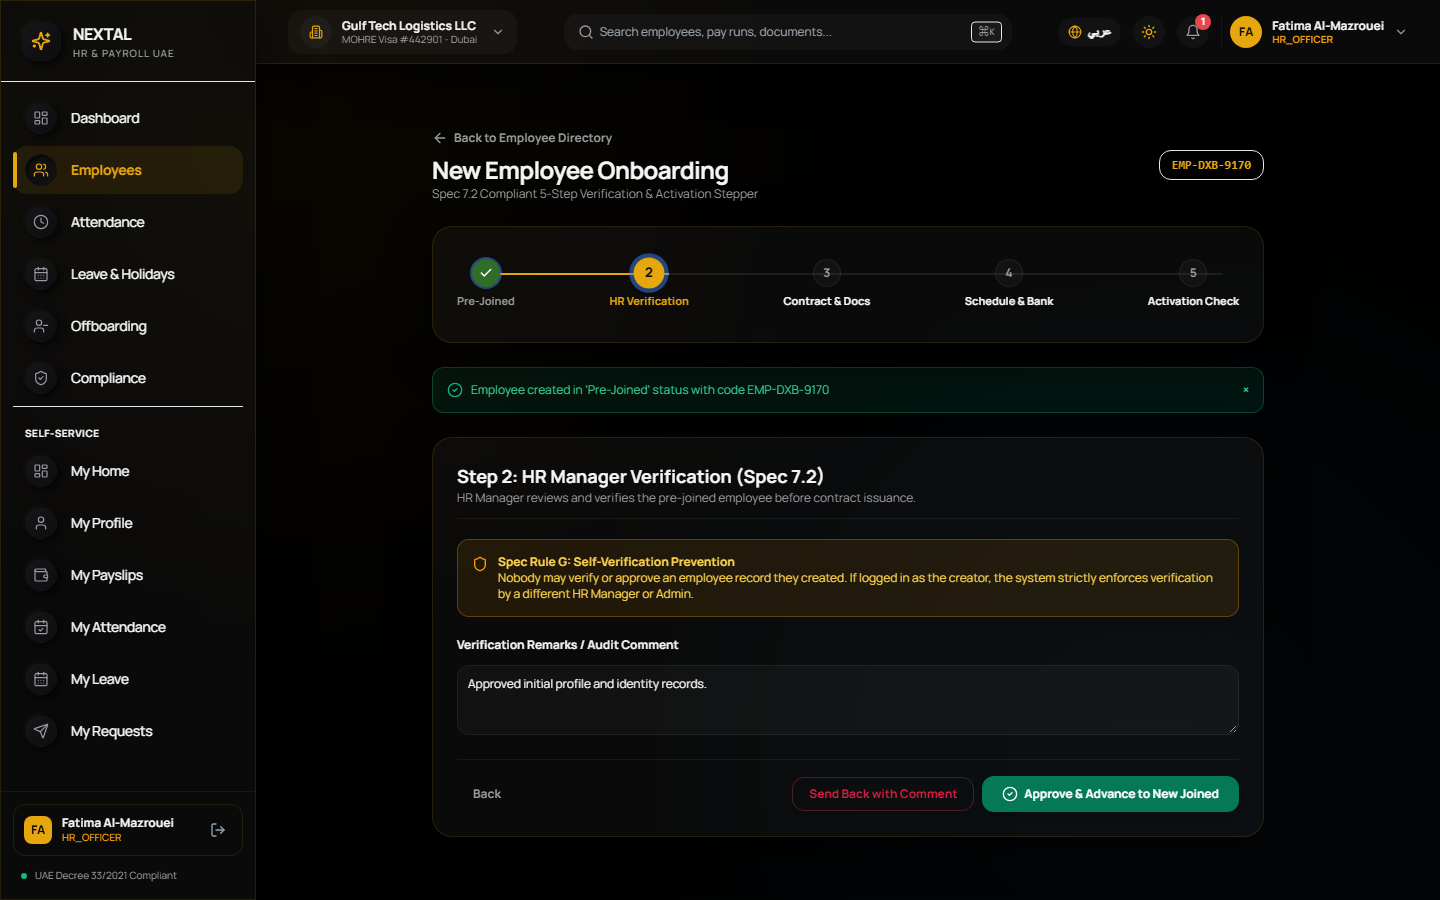 NEXTAL
HR & PAYROLL UAE
Gulf Tech Logistics LLC
MOHRE Visa #442901 - Dubai
Search employees, pay runs, documents...
⌘K
عربي
1
FA
Fatima Al-Mazrouei
HR_OFFICER
Dashboard
Employees
Attendance
Leave & Holidays
Offboarding
Compliance
SELF-SERVICE
My Home
My Profile
My Payslips
My Attendance
My Leave
My Requests
FA
Fatima Al-Mazrouei
HR_OFFICER
UAE Decree 33/2021 Compliant
Back to Employee Directory
New Employee Onboarding
Spec 7.2 Compliant 5-Step Verification & Activation Stepper
EMP-DXB-9170
2
3
4
5
Pre-Joined
HR Verification
Contract & Docs
Schedule & Bank
Activation Check
Employee created in 'Pre-Joined' status with code EMP-DXB-9170
×
Step 2: HR Manager Verification (Spec 7.2)
HR Manager reviews and verifies the pre-joined employee before contract issuance.
Spec Rule G: Self-Verification Prevention
Nobody may verify or approve an employee record they created. If logged in as the creator, the system strictly enforces verification
by a different HR Manager or Admin.
Verification Remarks / Audit Comment
Approved initial profile and identity records.
Back
Send Back with Comment
Approve & Advance to New Joined